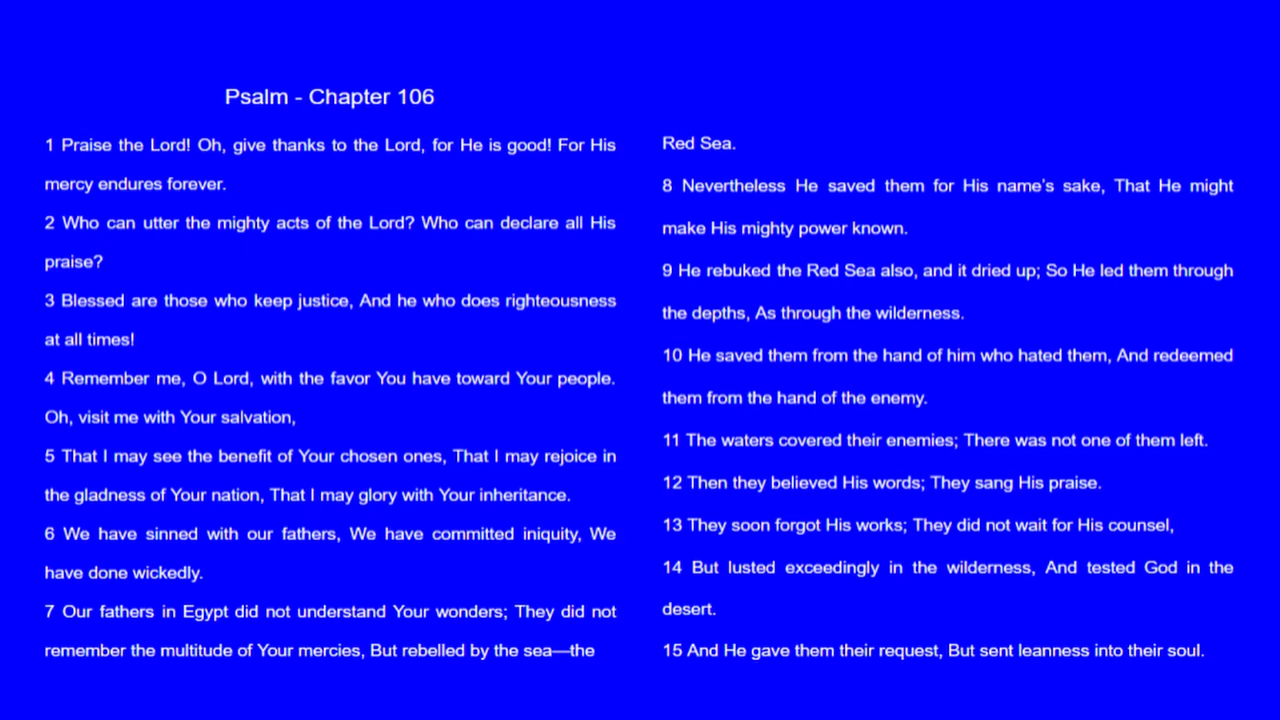 Psalm - Chapter 106
1 Praise the Lord! Oh, give thanks to the Lord, for He is good! For His
mercy endures forever.
2 Who can utter the mighty acts of the Lord? Who can declare all His
praise?
3 Blessed are those who keep justice, And he who does righteousness
at all times!
4 Remember me, O Lord, with the favor You have toward Your people.
Oh, visit me with Your salvation,
5 That I may see the benefit of Your chosen ones, That I may rejoice in
the gladness of Your nation, That I may glory with Your inheritance.
6 We have sinned with our fathers, We have committed iniquity, We
have done wickedly.
7 Our fathers in Egypt did not understand Your wonders; They did not
remember the multitude of Your mercies, But rebelled by the sea—the
Red Sea.
8 Nevertheless He saved them for His name's sake, That He might
make His mighty power known.
9 He rebuked the Red Sea also, and it dried up; So He led them through
the depths, As through the wilderness.
10 He saved them from the hand of him who hated them, And redeemed
them from the hand of the enemy.
11 The waters covered their enemies; There was not one of them left.
12 Then they believed His words; They sang His praise.
13 They soon forgot His works; They did not wait for His counsel,
14 But lusted exceedingly in the wilderness, And tested God in the
desert.
15 And He gave them their request, But sent leanness into their soul.